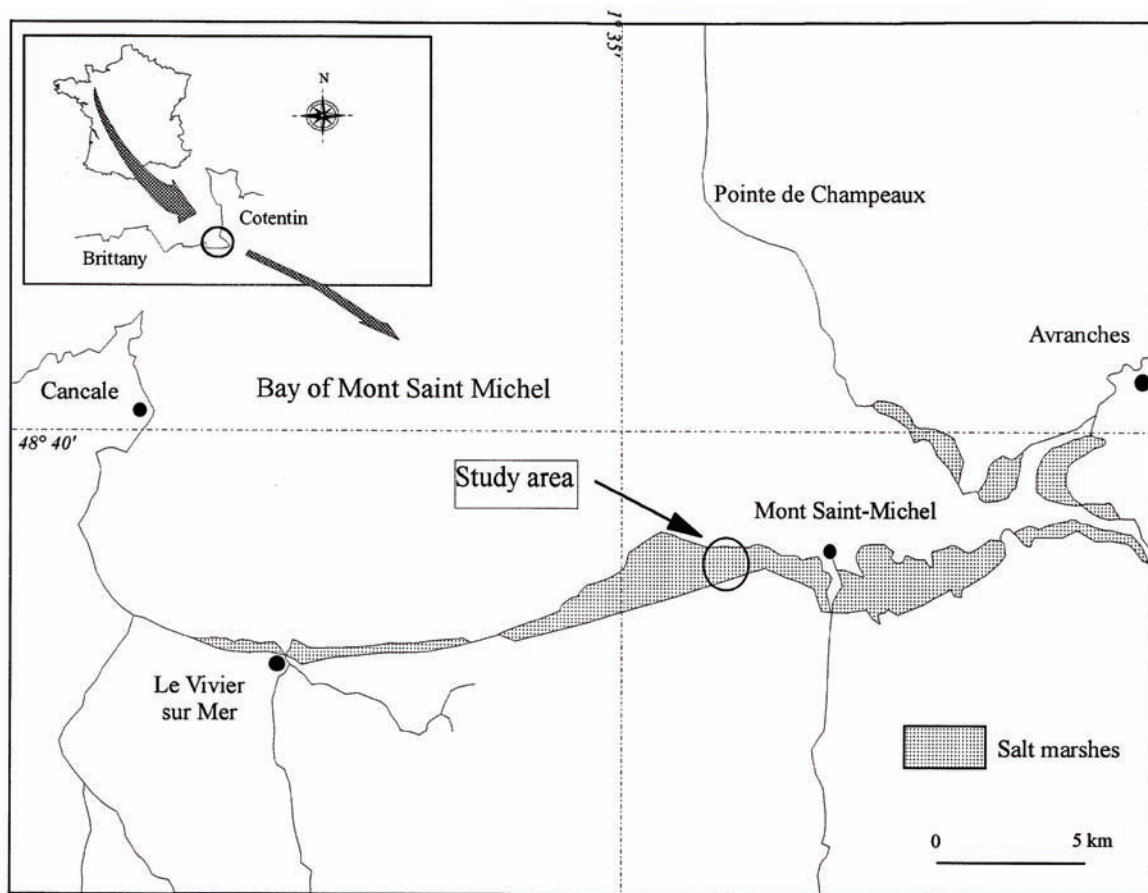 N
Cotentin
Brittany
1° 35'
Pointe de Champeaux
Avranches
Cancale
Bay of Mont Saint Michel
48° 40'
Study area
Mont Saint-Michel
Le Vivier
sur Mer
Salt marshes
0 5 km